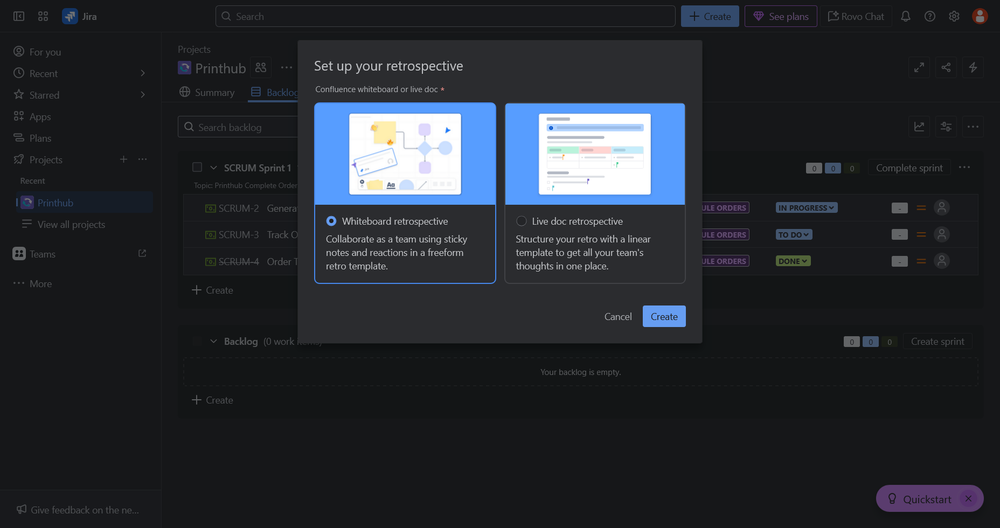 Jira
Search
Create
See plans
Rovo Chat
For you
Recent
Starred
Apps
Plans
Projects
Recent
Printhub
View all projects
Teams
More
Give feedback on the ne...
Projects
Printhub
Summary
Backlog
Search backlog
SCRUM Sprint 1
0 0 0
Complete sprint
Topic: Printhub Complete Order
SCRUM-2 Genera
ULE ORDERS
IN PROGRESS
-
SCRUM-3 Track O
ULE ORDERS
TO DO
-
SCRUM-4 Order T
ULE ORDERS
DONE
-
Create
Set up your retrospective
Confluence whiteboard or live doc *
Aa
Jira
Whiteboard retrospective
Collaborate as a team using sticky
notes and reactions in a freeform
retro template.
Live doc retrospective
Structure your retro with a linear
template to get all your team's
thoughts in one place.
Cancel
Create
Backlog (0 work items)
0 0 0
Create sprint
Your backlog is empty.
Create
Quickstart